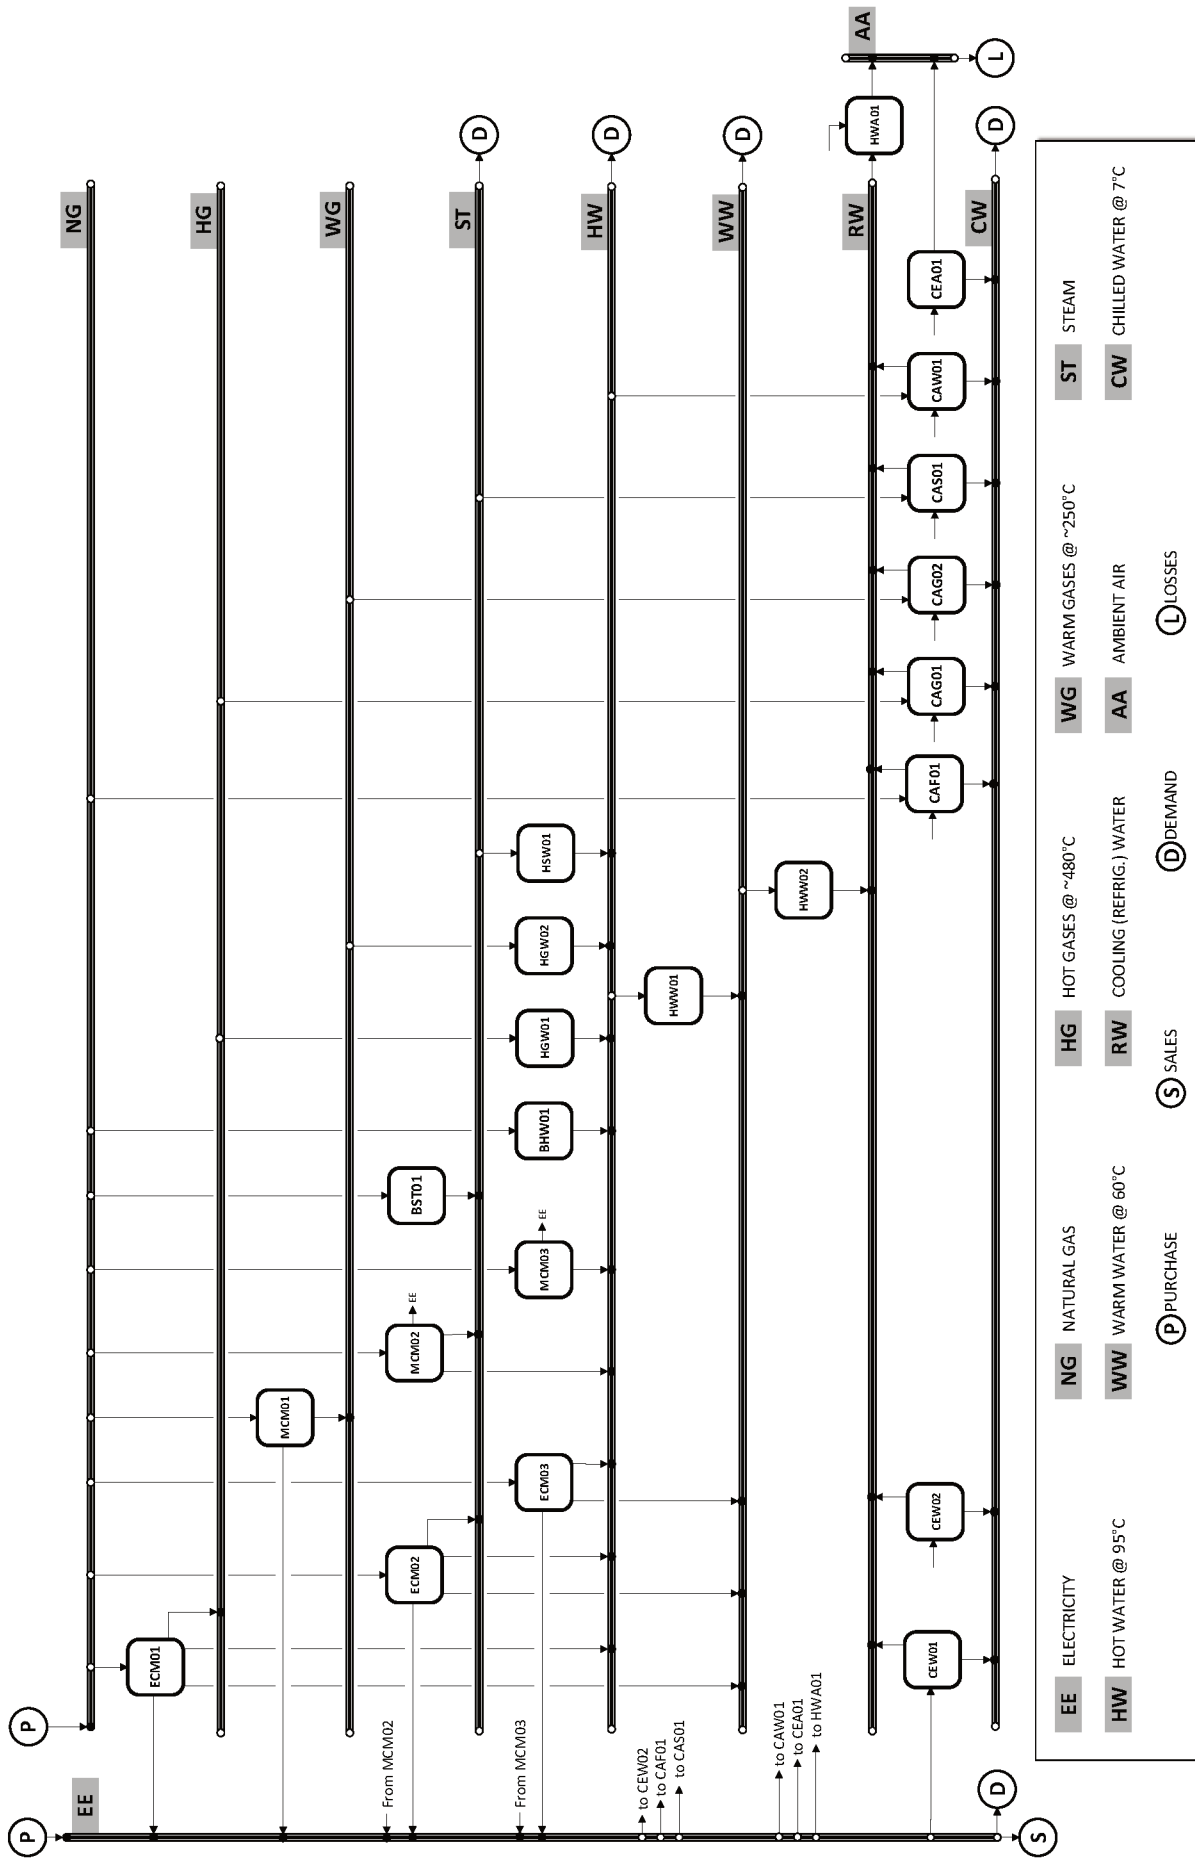 P
EE
P
NG
HG
WG
ST
D
HW
D
WW
D
RW
CW
D
AA
L
ECM01
MCM01
ECM02
MCM02
EE
BST01
ECM03
MCM03
EE
BHW01
HGW01
HGW02
HSW01
HWW01
HWW02
HWA01
From MCM02
From MCM03
to CEW02
to CAF01
to CAS01
to CAW01
to CEA01
to HWA01
CEW01
CEW02
CAF01
CAG01
CAG02
CAS01
CAW01
CEA01
D
S
EE ELECTRICITY
NG NATURAL GAS
HG HOT GASES @ ~480°C
WG WARM GASES @ ~250°C
ST STEAM
HW HOT WATER @ 95°C
WW WARM WATER @ 60°C
RW COOLING (REFRIG.) WATER
AA AMBIENT AIR
CW CHILLED WATER @ 7°C
P PURCHASE
S SALES
D DEMAND
L LOSSES